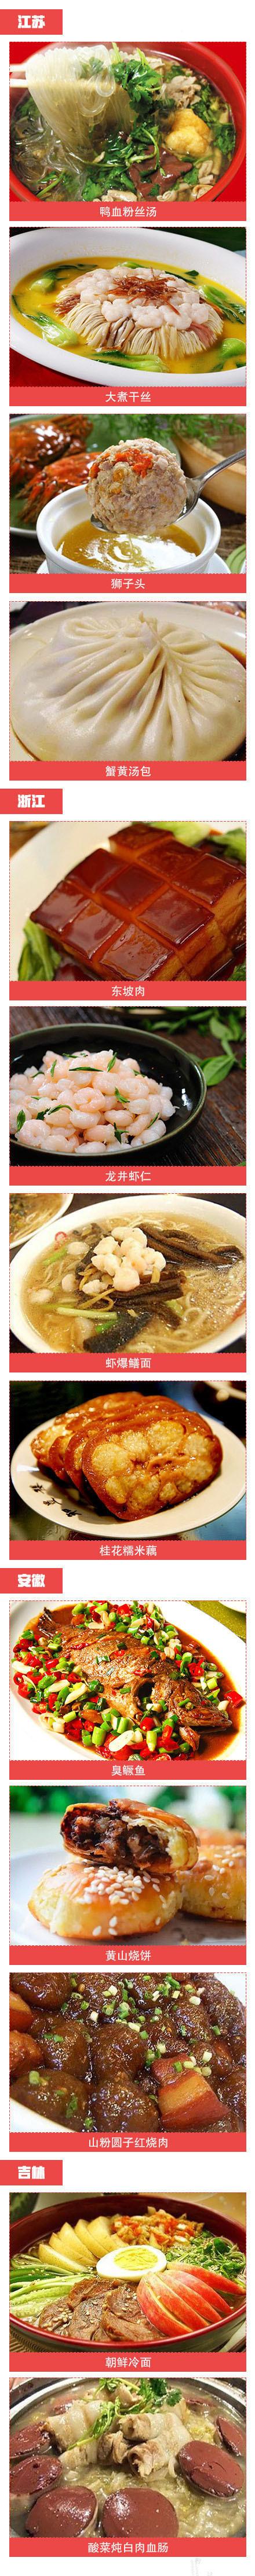 江苏
鸭血粉丝汤
大煮干丝
狮子头
蟹黄汤包
浙江
东坡肉
龙井虾仁
虾爆鳝面
桂花糯米藕
安徽
臭鳜鱼
黄山烧饼
山粉圆子红烧肉
吉林
朝鲜冷面
酸菜炖白肉血肠